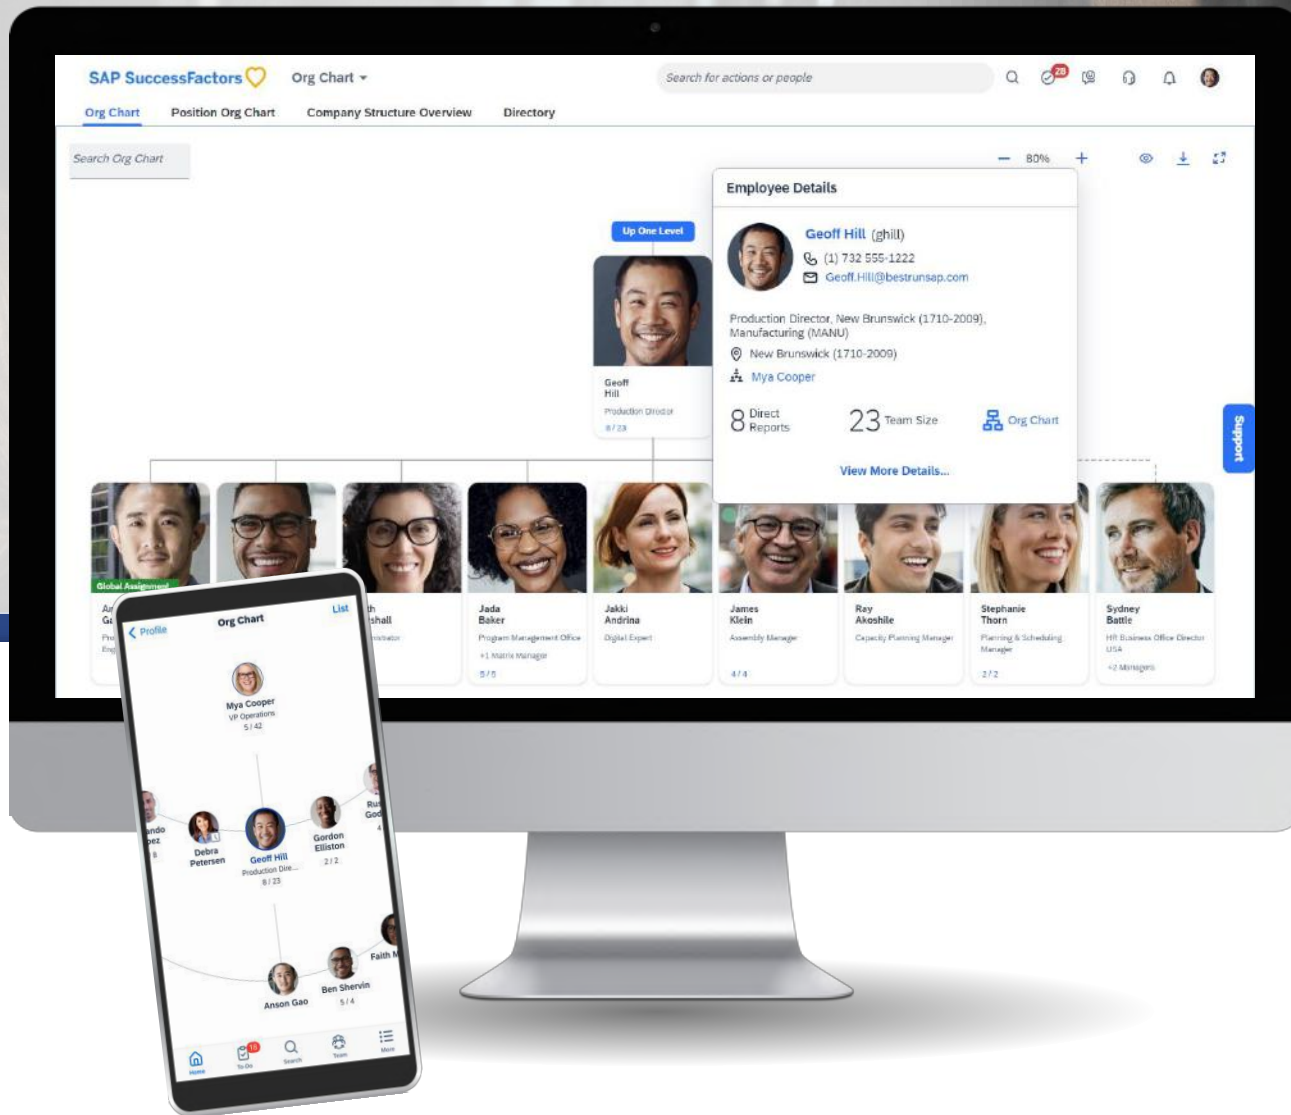 SAP SuccessFactors
Org Chart
Search for actions or people
28
Org Chart
Position Org Chart
Company Structure Overview
Directory
Search Org Chart
80%
Employee Details
Geoff Hill (ghill)
(1) 732 555-1222
Geoff.Hill@bestrunsap.com
Production Director, New Brunswick (1710-2009),
Manufacturing (MANU)
New Brunswick (1710-2009)
Mya Cooper
8 Direct
Reports
23 Team Size
Org Chart
View More Details...
Up One Level
Geoff
Hill
Production Director
8/23
Support
Global Assignment
Jada
Baker
Program Management Office
+1 Matrix Manager
5/5
Jakki
Andrina
Digital Expert
James
Klein
Assembly Manager
4/4
Ray
Akoshile
Capacity Planning Manager
Stephanie
Thorn
Planning & Scheduling
Manager
2/2
Sydney
Battle
HR Business Office Director
USA
+2 Managers
Profile
Org Chart
List
Mya Cooper
VP Operations
5 / 42
Debra
Petersen
Geoff Hill
Production Dire...
8 / 23
Gordon
Elliston
2 / 2
Anson Gao
Ben Shervin
5 / 4
Faith M
Home
18
To-Do
Search
Team
More